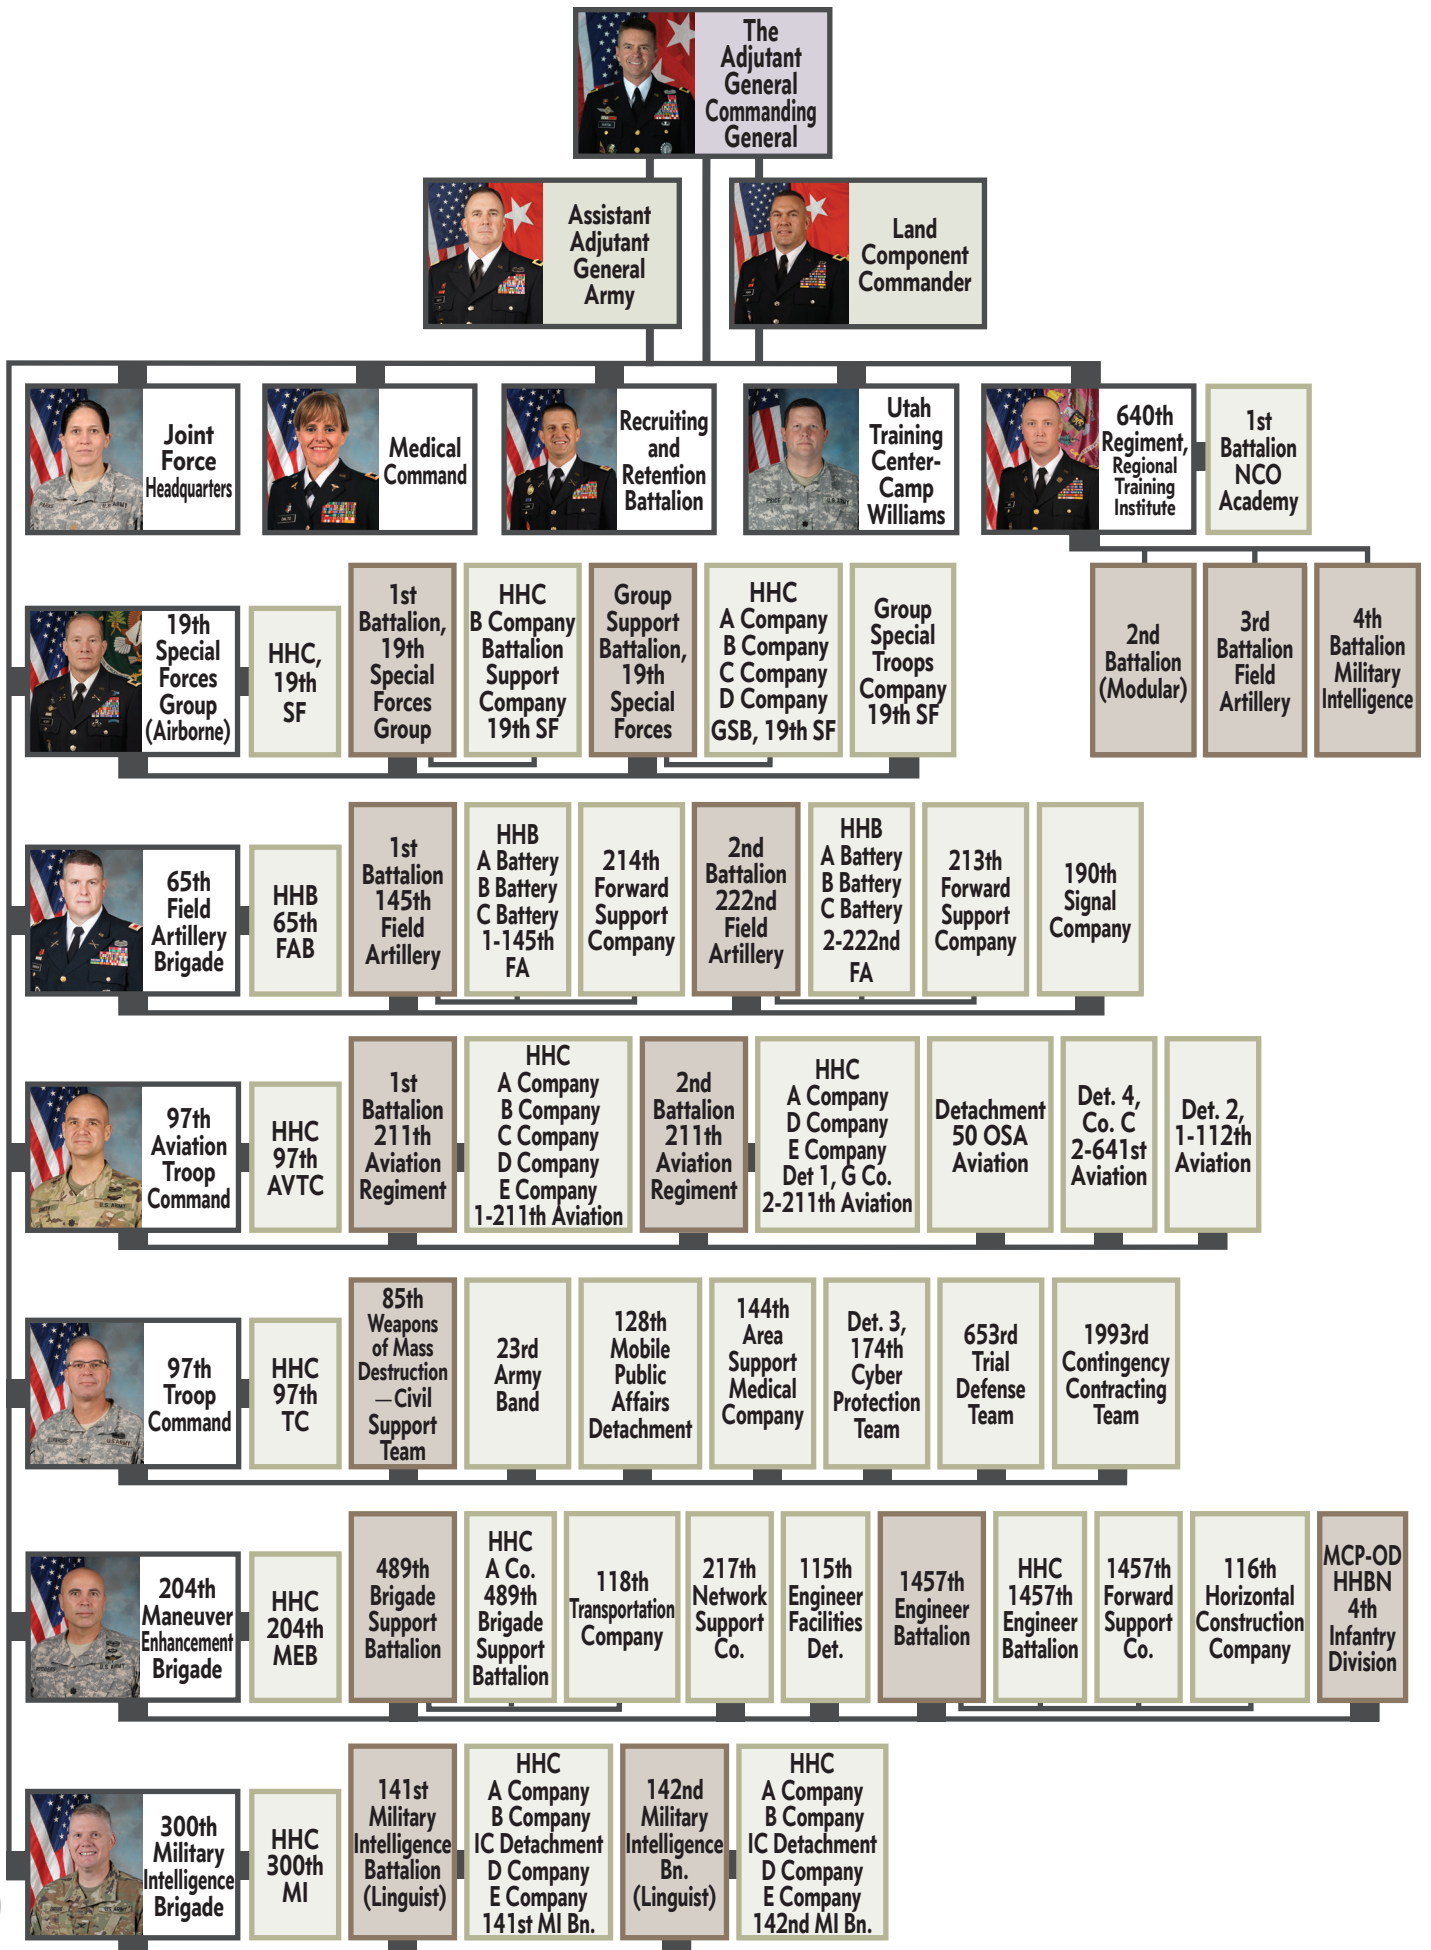 The
Adjutant
General
Commanding
General
Assistant
Adjutant
General
Army
Land
Component
Commander
Joint
Force
Headquarters
Medical
Command
Recruiting
and
Retention
Battalion
Utah
Training
Center-
Camp
Williams
640th
Regiment,
Regional
Training
Institute
1st
Battalion
NCO
Academy
2nd
Battalion
(Modular)
3rd
Battalion
Field
Artillery
4th
Battalion
Military
Intelligence
19th
Special
Forces
Group
(Airborne)
HHC,
19th
SF
1st
Battalion,
19th
Special
Forces
Group
HHC
B Company
Battalion
Support
Company
19th SF
Group
Support
Battalion,
19th
Special
Forces
HHC
A Company
B Company
C Company
D Company
GSB, 19th SF
Group
Special
Troops
Company
19th SF
65th
Field
Artillery
Brigade
HHB
65th
FAB
1st
Battalion
145th
Field
Artillery
HHB
A Battery
B Battery
C Battery
1-145th
FA
214th
Forward
Support
Company
2nd
Battalion
222nd
Field
Artillery
HHB
A Battery
B Battery
C Battery
2-222nd
FA
213th
Forward
Support
Company
190th
Signal
Company
97th
Aviation
Troop
Command
HHC
97th
AVTC
1st
Battalion
211th
Aviation
Regiment
HHC
A Company
B Company
C Company
D Company
E Company
1-211th Aviation
2nd
Battalion
211th
Aviation
Regiment
HHC
A Company
D Company
E Company
Det 1, G Co.
2-211th Aviation
Detachment
50 OSA
Aviation
Det. 4,
Co. C
2-641st
Aviation
Det. 2,
1-112th
Aviation
97th
Troop
Command
HHC
97th
TC
85th
Weapons
of Mass
Destruction
—Civil
Support
Team
23rd
Army
Band
128th
Mobile
Public
Affairs
Detachment
144th
Area
Support
Medical
Company
Det. 3,
174th
Cyber
Protection
Team
653rd
Trial
Defense
Team
1993rd
Contingency
Contracting
Team
204th
Maneuver
Enhancement
Brigade
HHC
204th
MEB
489th
Brigade
Support
Battalion
HHC
A Co.
489th
Brigade
Support
Battalion
118th
Transportation
Company
217th
Network
Support
Co.
115th
Engineer
Facilities
Det.
1457th
Engineer
Battalion
HHC
1457th
Engineer
Battalion
1457th
Forward
Support
Co.
116th
Horizontal
Construction
Company
MCP-OD
HHBN
4th
Infantry
Division
300th
Military
Intelligence
Brigade
HHC
300th
MI
141st
Military
Intelligence
Battalion
(Linguist)
HHC
A Company
B Company
IC Detachment
D Company
E Company
141st MI Bn.
142nd
Military
Intelligence
Bn.
(Linguist)
HHC
A Company
B Company
IC Detachment
D Company
E Company
142nd MI Bn.